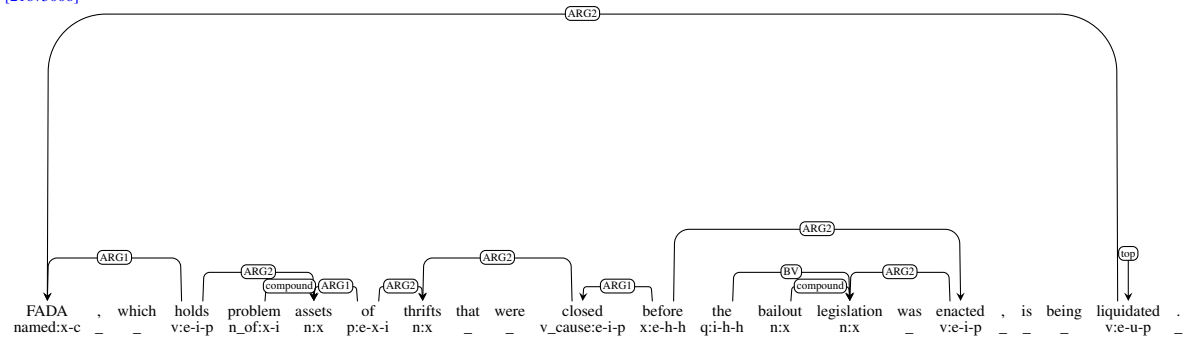 ARG2
ARG2
ARG1 ARG2 ARG2 BV ARG2
compound ARG1 ARG2 ARG1 compound top
FADA , which holds problem assets of thrifts that were closed before the bailout legislation was enacted , is being liquidated .
named:x-c _ _ v:e-i-p n_of:x-i n:x p:e-x-i n:x _ _ v_cause:e-i-p x:e-h-h q:i-h-h n:x n:x _ v:e-i-p _ _ _ v:e-u-p _